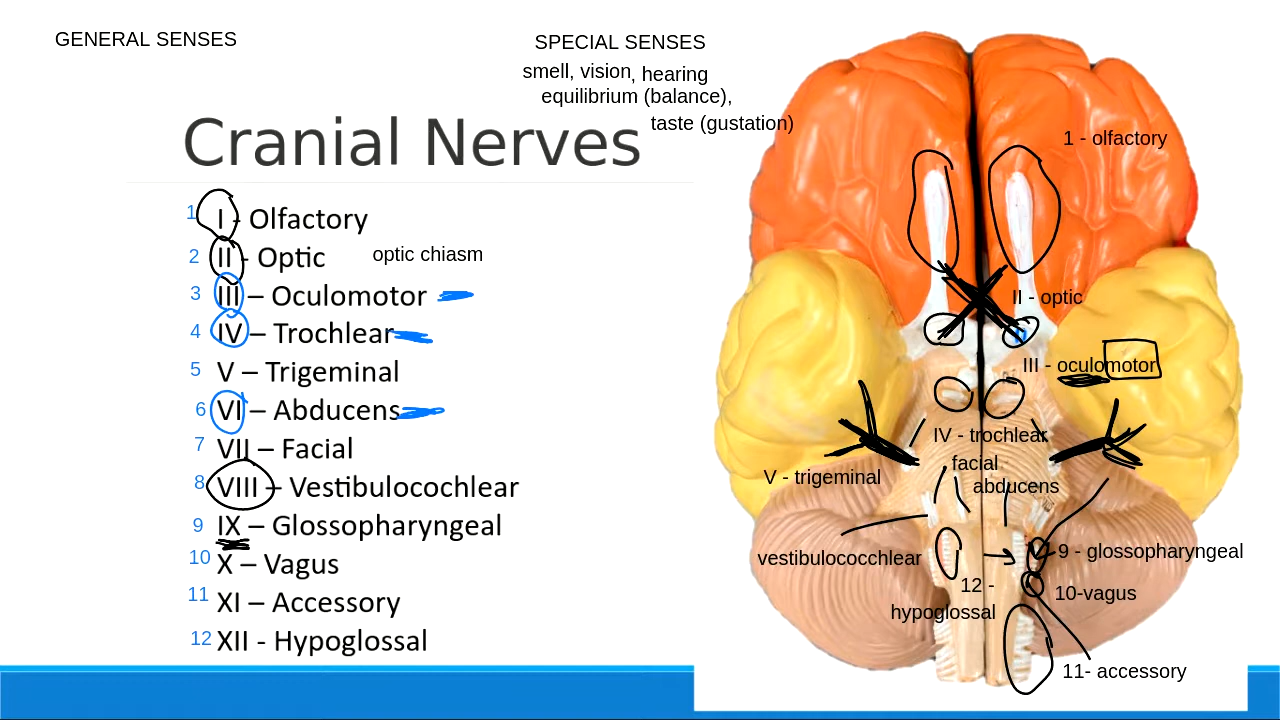 GENERAL SENSES
SPECIAL SENSES
smell, vision, hearing
equilibrium (balance),
taste (gustation)
Cranial Nerves
1 I - Olfactory
2 II - Optic optic chiasm
3 III – Oculomotor
4 IV – Trochlear
5 V – Trigeminal
6 VI – Abducens
7 VII – Facial
8 VIII – Vestibulocochlear
9 IX – Glossopharyngeal
10 X – Vagus
11 XI – Accessory
12 XII - Hypoglossal
1 - olfactory
II - optic
III - oculomotor
IV - trochlear
V - trigeminal
facial
abducens
vestibulococchlear
9 - glossopharyngeal
12 -
hypoglossal
10-vagus
11- accessory